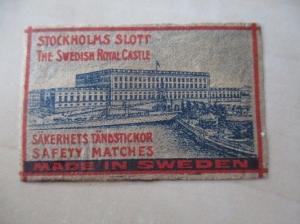 STOCKHOLMS SLOTT
THE SWEDISH ROYAL CASTLE
SÄKERHETS TÄNDSTICKOR
SAFETY MATCHES
MADE IN SWEDEN